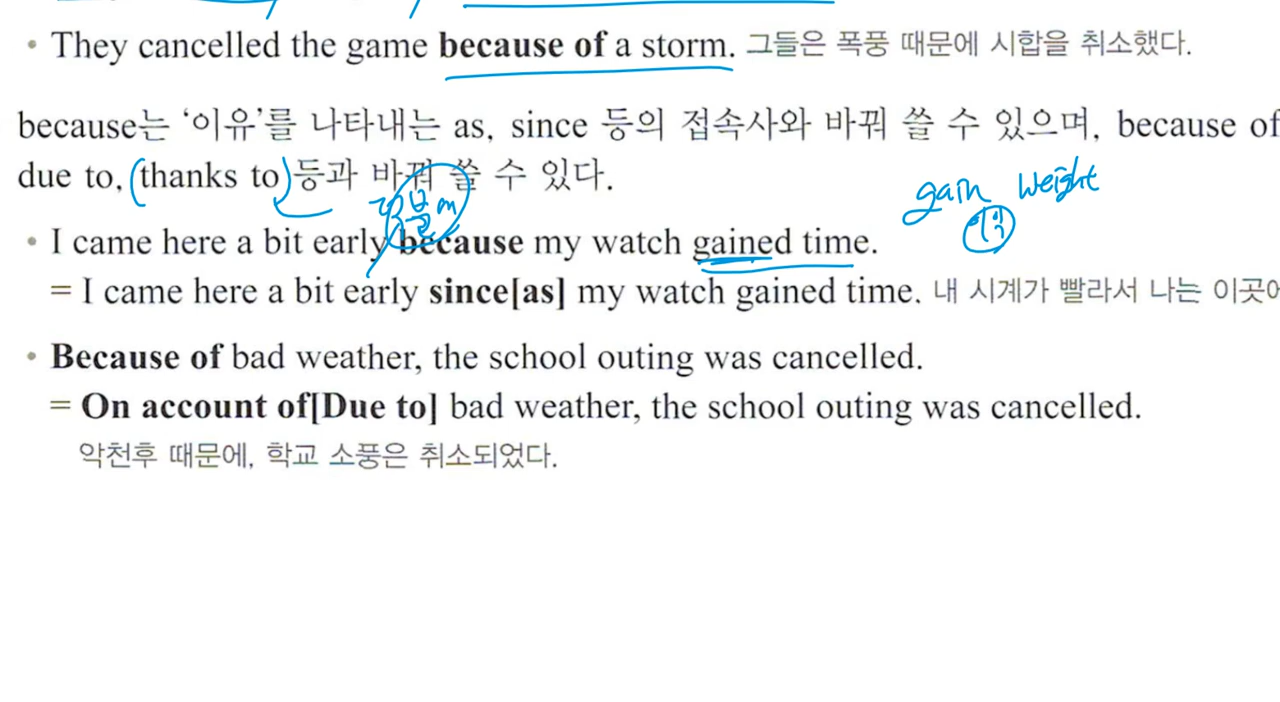 • They cancelled the game because of a storm. 그들은 폭풍 때문에 시합을 취소했다.
because는 ‘이유’를 나타내는 as, since 등의 접속사와 바꿔 쓸 수 있으며, because of
due to, (thanks to) 등과 바꿔 쓸 수 있다.
gain weight
• I came here a bit early because my watch gained time.
= I came here a bit early since[as] my watch gained time. 내 시계가 빨라서 나는 이곳에
• Because of bad weather, the school outing was cancelled.
= On account of[Due to] bad weather, the school outing was cancelled.
악천후 때문에, 학교 소풍은 취소되었다.